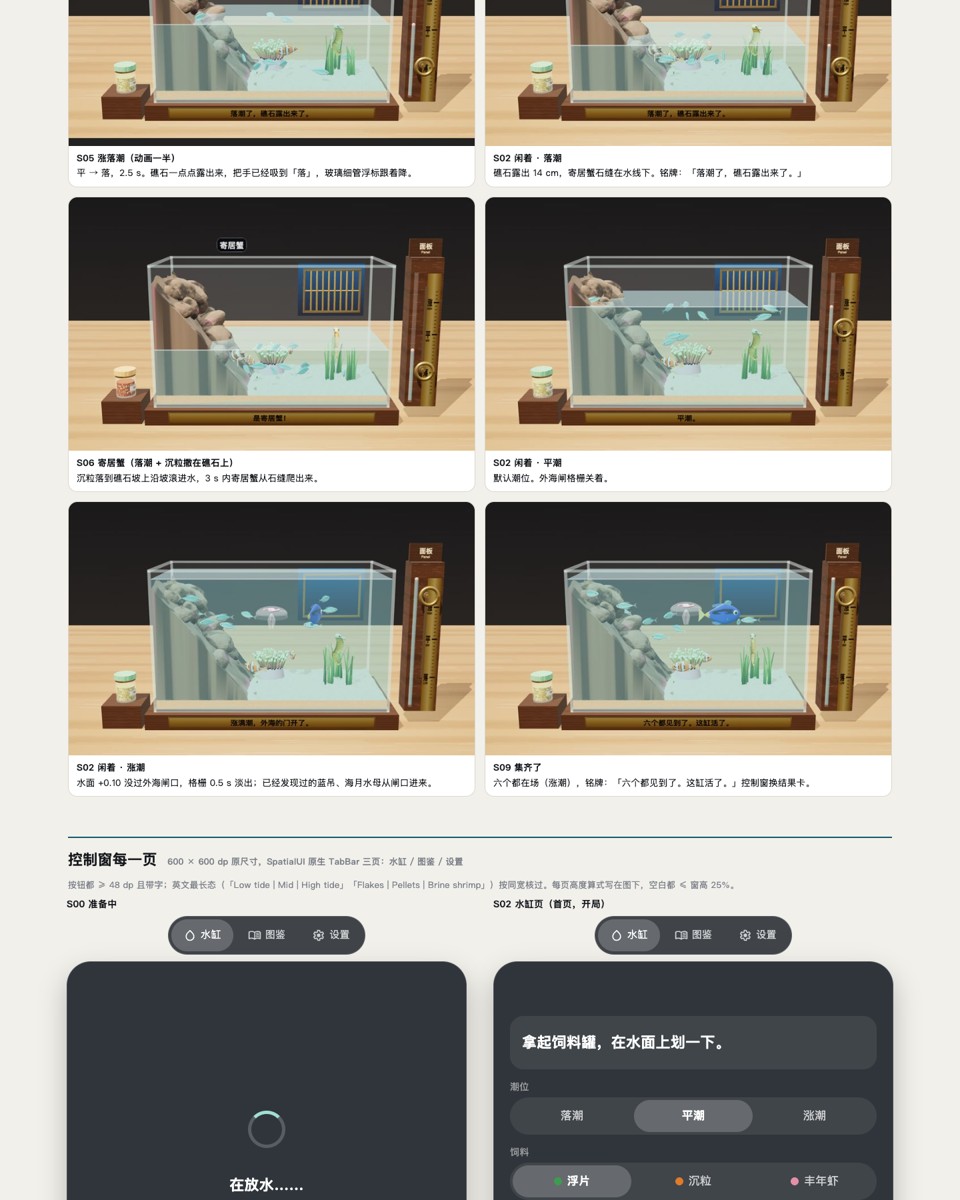 落潮了，礁石露出来了。
落潮了，礁石露出来了。
S05 涨落潮（动画一半）
平 → 落，2.5 s。礁石一点点露出来，把手已经吸到「落」，玻璃细管浮标跟着降。
S02 闲着 · 落潮
礁石露出 14 cm，寄居蟹石缝在水线下。铭牌：「落潮了，礁石露出来了。」
寄居蟹
面板
Panel
平
是寄居蟹！
面板
Panel
平潮。
S06 寄居蟹（落潮 + 沉粒撒在礁石上）
沉粒落到礁石坡上沿坡滚进水，3 s 内寄居蟹从石缝爬出来。
S02 闲着 · 平潮
默认潮位。外海闸格栅关着。
面板
Panel
平
涨满潮，外海的门开了。
面板
Panel
平
六个都见到了。这缸活了。
S02 闲着 · 涨潮
水面 +0.10 没过外海闸口，格栅 0.5 s 淡出；已经发现过的蓝吊、海月水母从闸口进来。
S09 集齐了
六个都在场（涨潮），铭牌：「六个都见到了。这缸活了。」控制窗换结果卡。
控制窗每一页 600 × 600 dp 原尺寸，SpatialUI 原生 TabBar 三页：水缸 / 图鉴 / 设置
按钮都 ≥ 48 dp 且带字；英文最长态（「Low tide | Mid | High tide」「Flakes | Pellets | Brine shrimp」）按同宽核过。每页高度算式写在图下，空白都 ≤ 窗高 25%。
S00 准备中
水缸 图鉴 设置
在放水……
S02 水缸页（首页，开局）
水缸 图鉴 设置
拿起饲料罐，在水面上划一下。
潮位
落潮 平潮 涨潮
饲料
浮片 沉粒 丰年虾